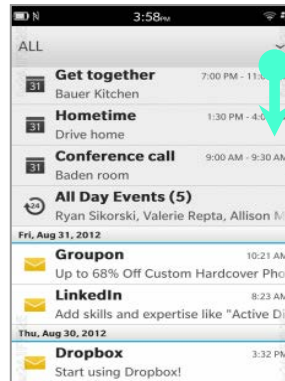 3:58PM
ALL
31 Get together 7:00 PM - 11:
Bauer Kitchen
31 Hometime 1:30 PM - 4:
Drive home
31 Conference call 9:00 AM - 9:30 AM
Baden room
24 All Day Events (5)
Ryan Sikorski, Valerie Repta, Allison M
Fri, Aug 31, 2012
Groupon 10:21 AM
Up to 68% Off Custom Hardcover Pho
LinkedIn 8:23 AM
Add skills and expertise like "Active Di
Thu, Aug 30, 2012
Dropbox 3:32 PM
Start using Dropbox!